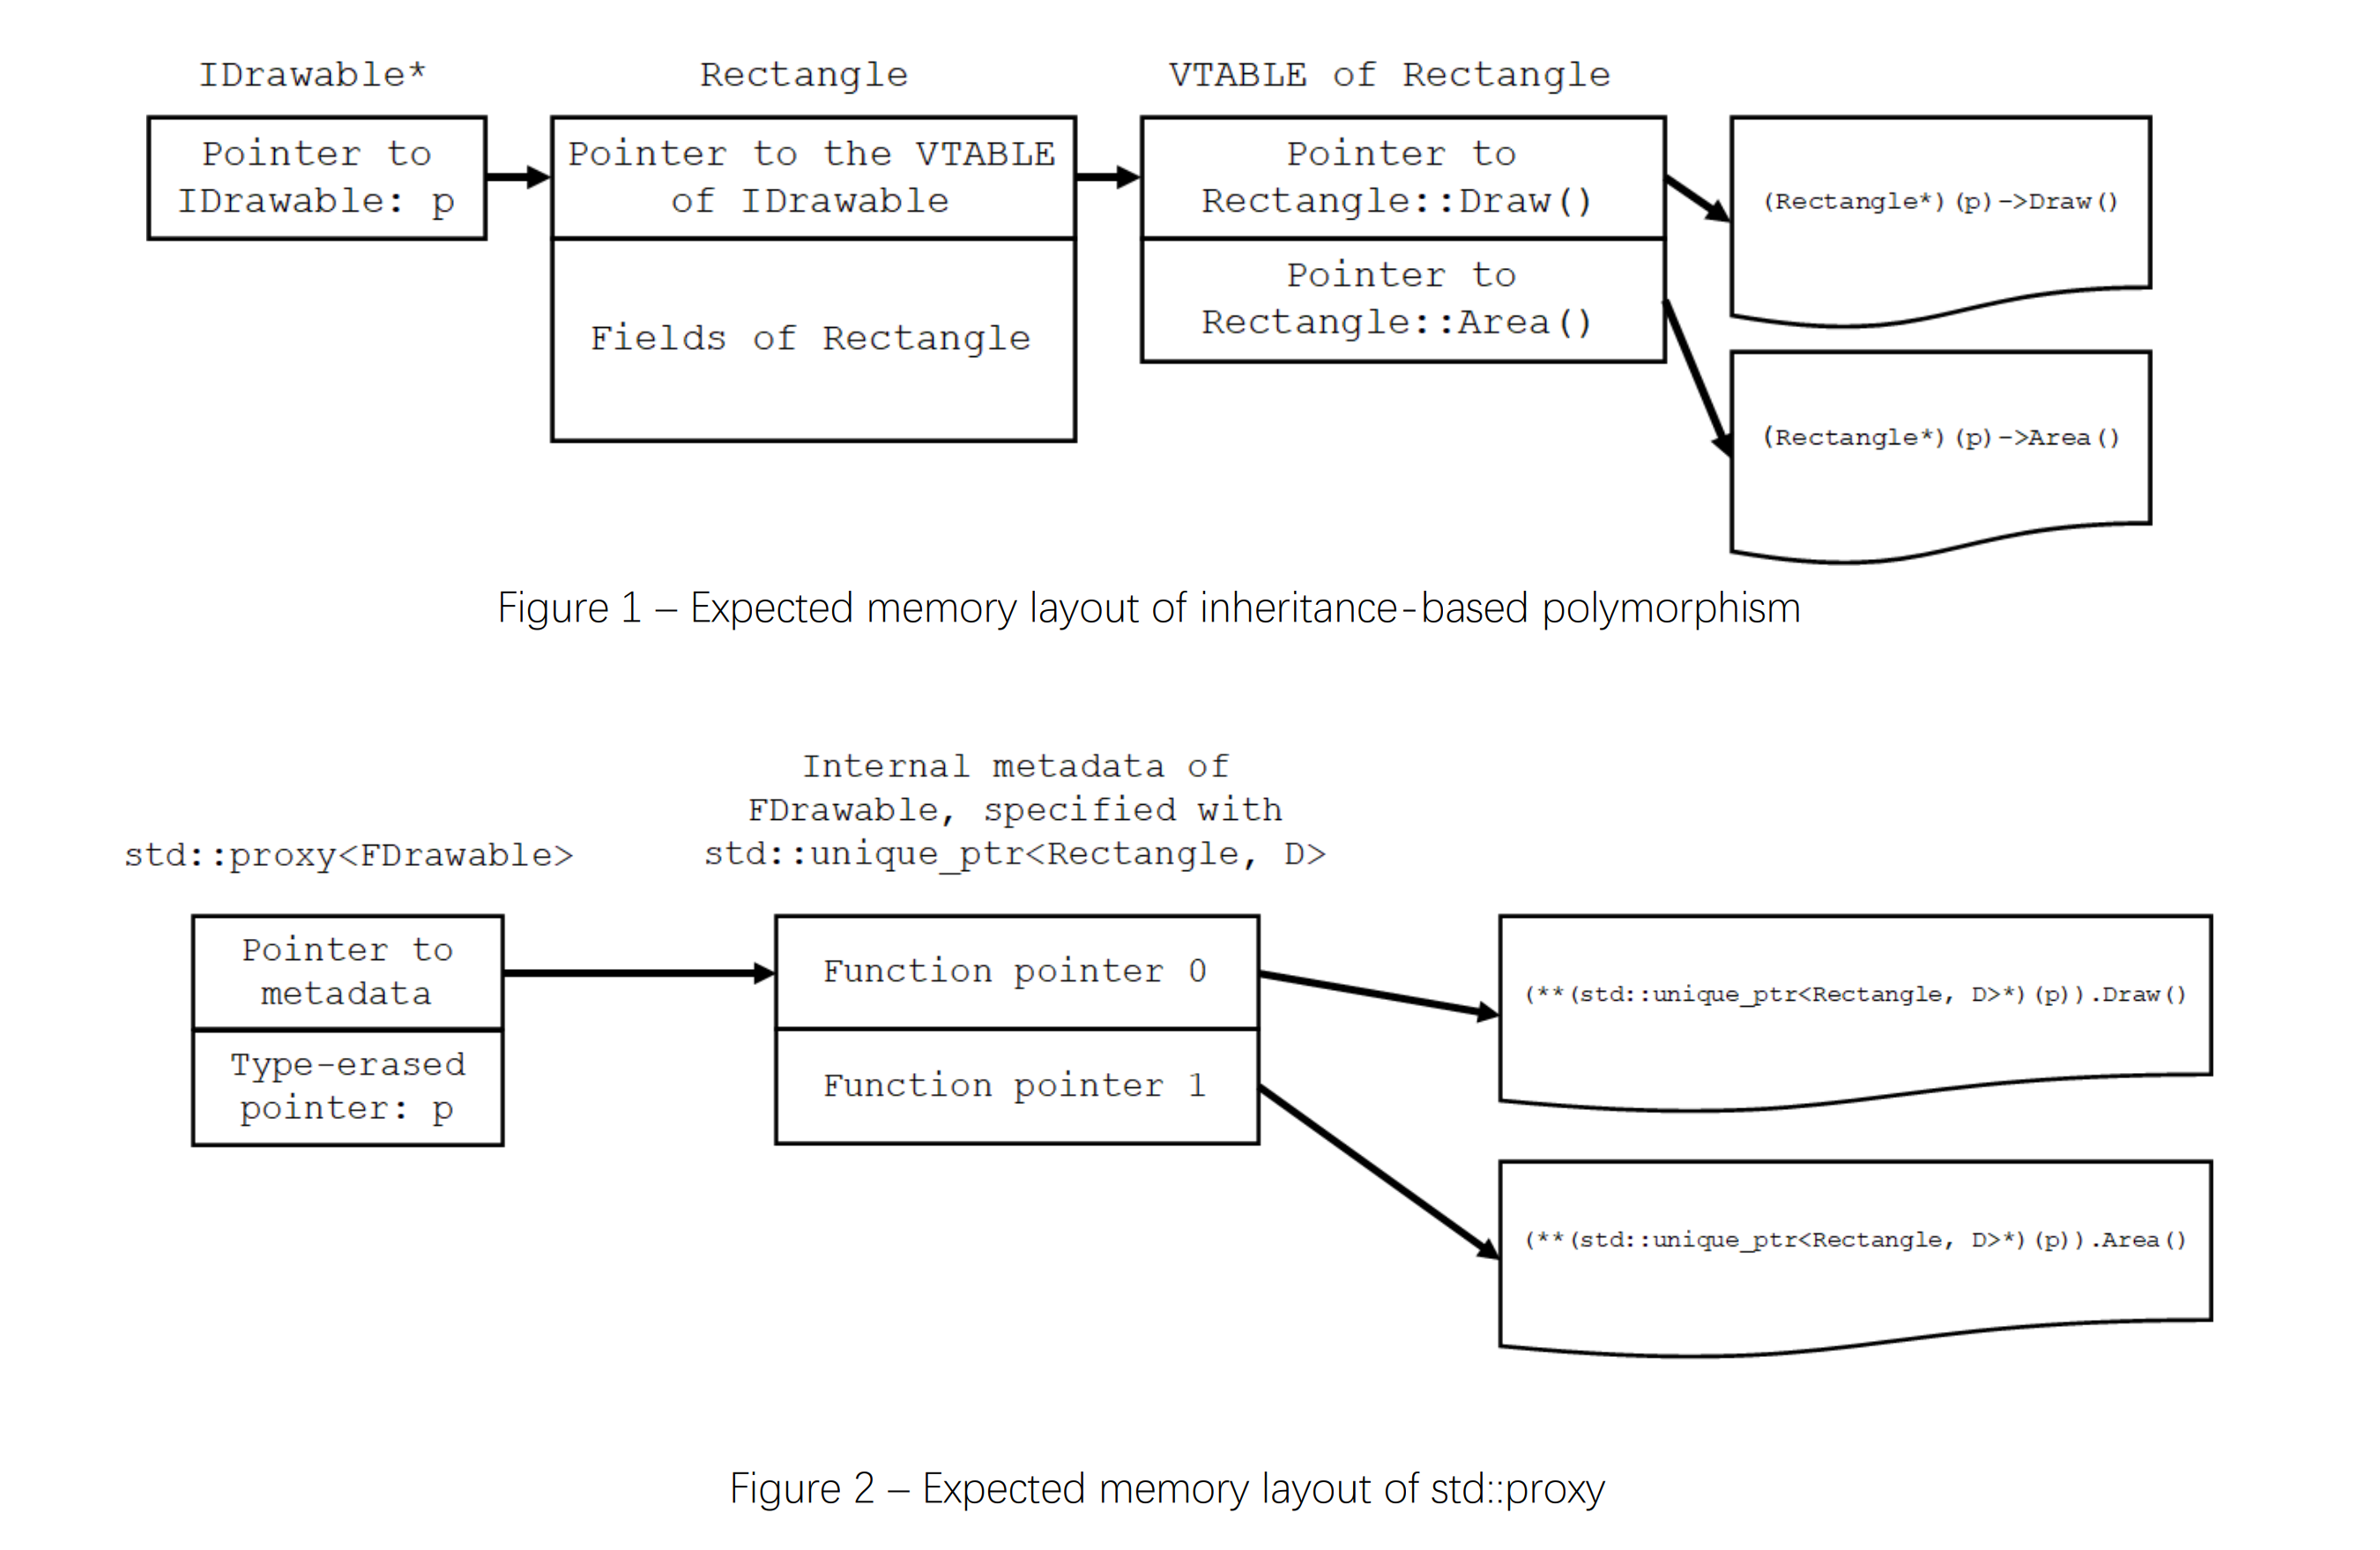 IDrawable*
Rectangle
VTABLE of Rectangle
Pointer to
IDrawable: p
Pointer to the VTABLE
of IDrawable
Fields of Rectangle
Pointer to
Rectangle::Draw()
Pointer to
Rectangle::Area()
(Rectangle*)(p)->Draw()
(Rectangle*)(p)->Area()
Figure 1 – Expected memory layout of inheritance-based polymorphism
std::proxy<FDrawable>
Internal metadata of
FDrawable, specified with
std::unique_ptr<Rectangle, D>
Pointer to
metadata
Type-erased
pointer: p
Function pointer 0
Function pointer 1
(**(std::unique_ptr<Rectangle, D>*)(p)).Draw()
(**(std::unique_ptr<Rectangle, D>*)(p)).Area()
Figure 2 – Expected memory layout of std::proxy